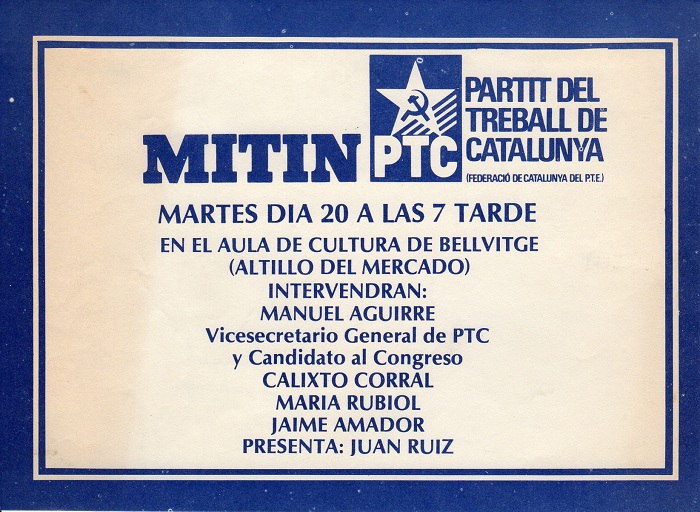 MITIN
PTC
PARTIT DEL
TREBALL DE
CATALUNYA
(FEDERACIÓ DE CATALUNYA DEL P.T.E.)
MARTES DIA 20 A LAS 7 TARDE
EN EL AULA DE CULTURA DE BELLVITGE
(ALTILLO DEL MERCADO)
INTERVENDRAN:
MANUEL AGUIRRE
Vicesecretario General de PTC
y Candidato al Congreso
CALIXTO CORRAL
MARIA RUBIOL
JAIME AMADOR
PRESENTA: JUAN RUIZ